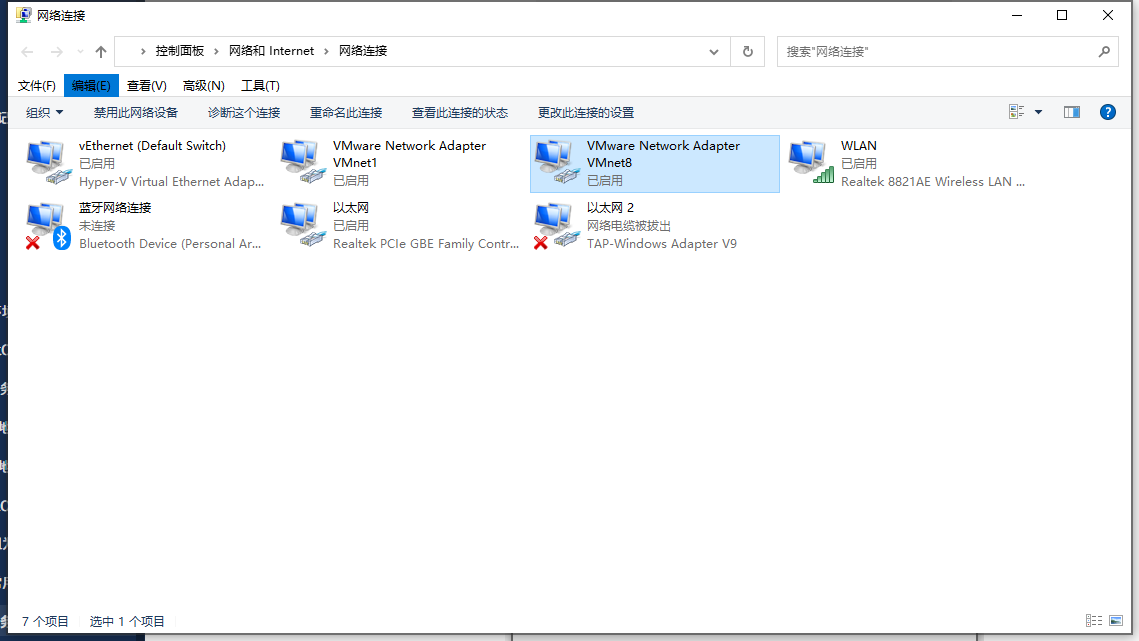 网络连接
控制面板 › 网络和 Internet › 网络连接
搜索"网络连接"
文件(F) 编辑(E) 查看(V) 高级(N) 工具(T)
组织 禁用此网络设备 诊断这个连接 重命名此连接 查看此连接的状态 更改此连接的设置
vEthernet (Default Switch)
已启用
Hyper-V Virtual Ethernet Adap...
VMware Network Adapter
VMnet1
已启用
VMware Network Adapter
VMnet8
已启用
WLAN
已启用
Realtek 8821AE Wireless LAN ...
蓝牙网络连接
未连接
Bluetooth Device (Personal Ar...
以太网
已启用
Realtek PCIe GBE Family Contr...
以太网 2
网络电缆被拔出
TAP-Windows Adapter V9
7 个项目 选中 1 个项目